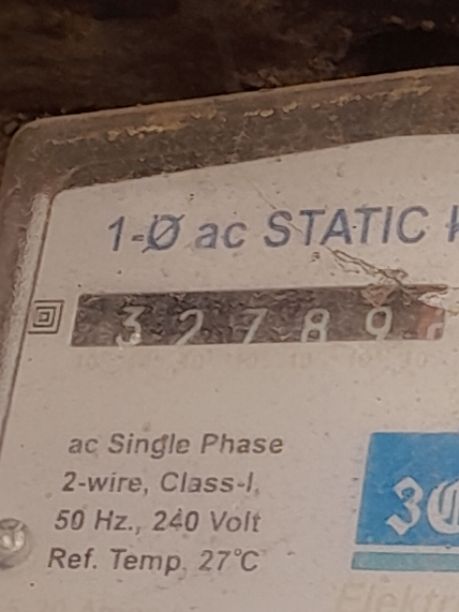 1-Ø ac STATIC
32789
ac Single Phase
2-wire, Class-I,
50 Hz., 240 Volt
Ref. Temp. 27°C